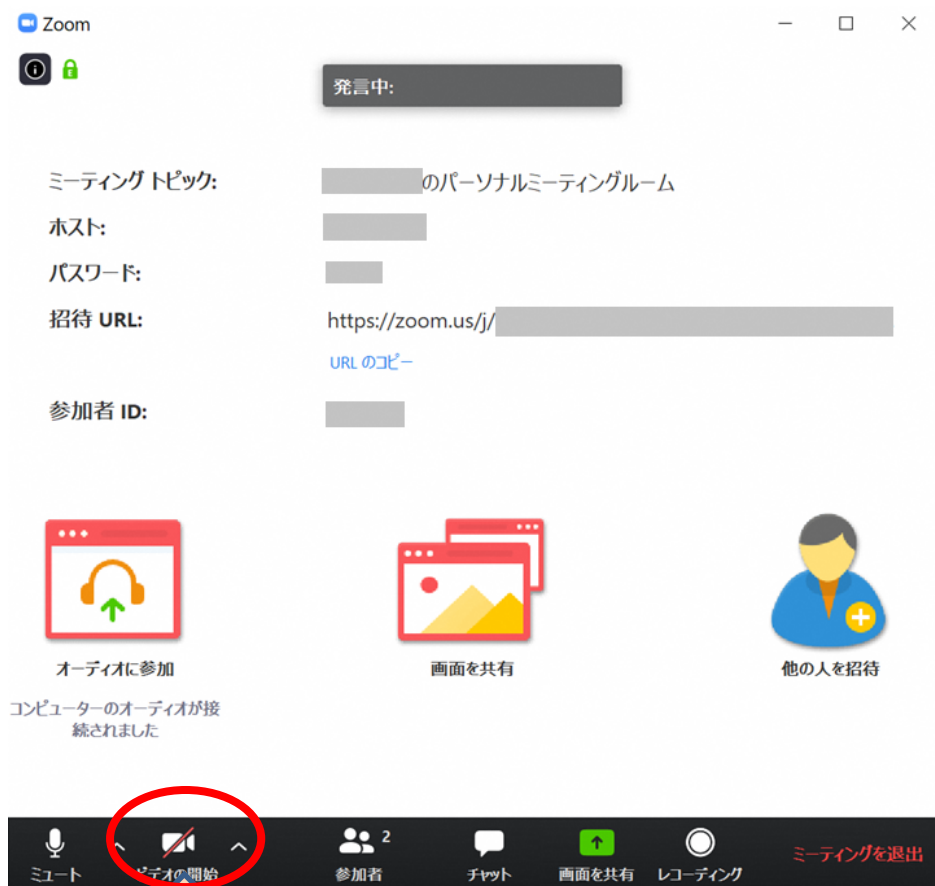 Zoom
発言中:
ミーティング トピック:
のパーソナルミーティングルーム
ホスト:
パスワード:
招待 URL:
https://zoom.us/j/
URL のコピー
参加者 ID:
オーディオに参加
画面を共有
他の人を招待
コンピューターのオーディオが接
続されました
2
ミュート
ビデオの開始
参加者
チャット
画面を共有
レコーディング
ミーティングを退出